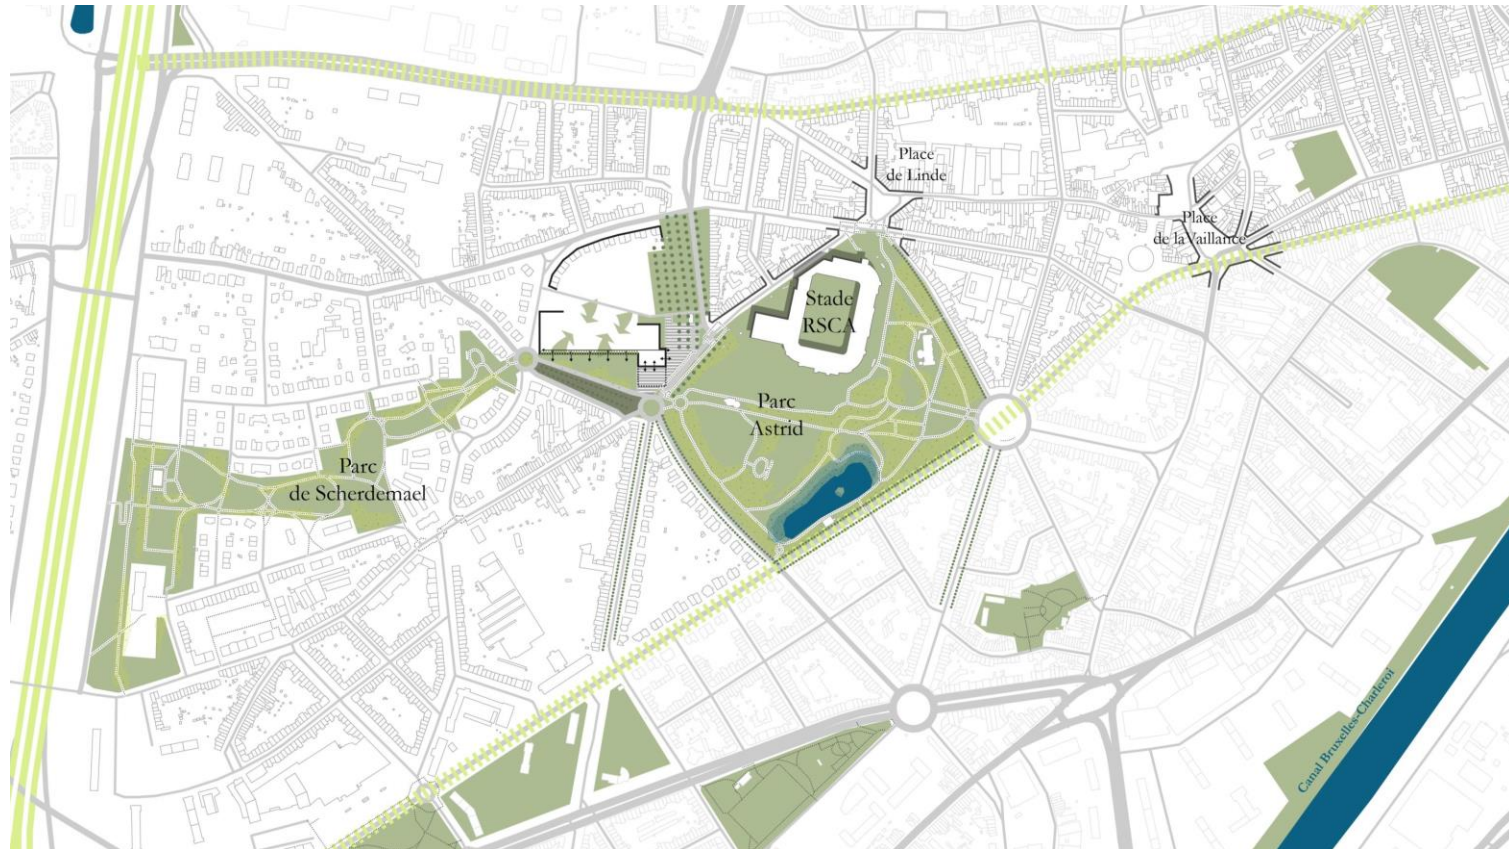 Place
de Linde
Place
de la Vaillance
Stade
RSCA
Parc
Astrid
Parc
de Scherdemael
Canal Bruxelles-Charleroi